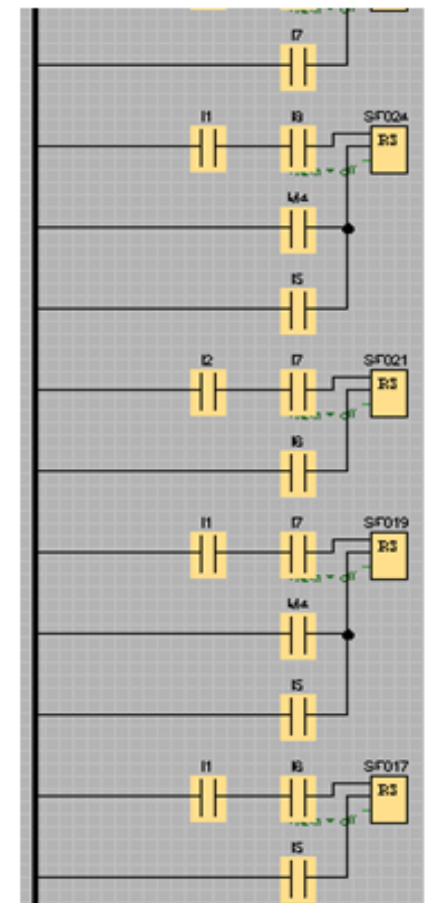 I7
I1 I8 SF024
RS
M4
I5
I2 I7 SF021
RS
I6
I1 I7 SF019
RS
M4
I5
I1 I6 SF017
RS
I5